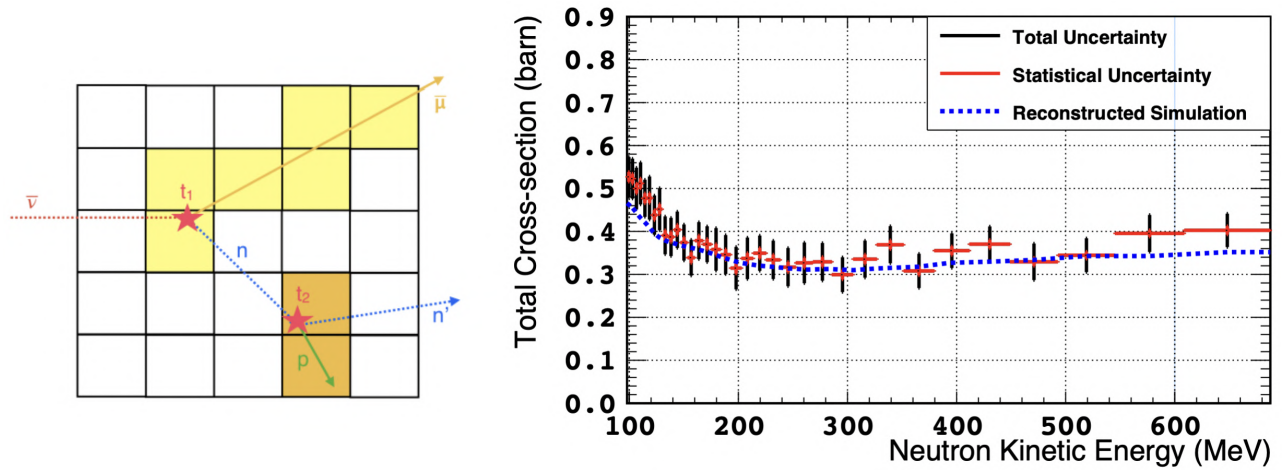 μ̅
t₁
ν̅
n
t₂
n'
p
Total Cross-section (barn)
0.9
0.8
0.7
0.6
0.5
0.4
0.3
0.2
0.1
0.0
Total Uncertainty
Statistical Uncertainty
Reconstructed Simulation
100 200 300 400 500 600
Neutron Kinetic Energy (MeV)